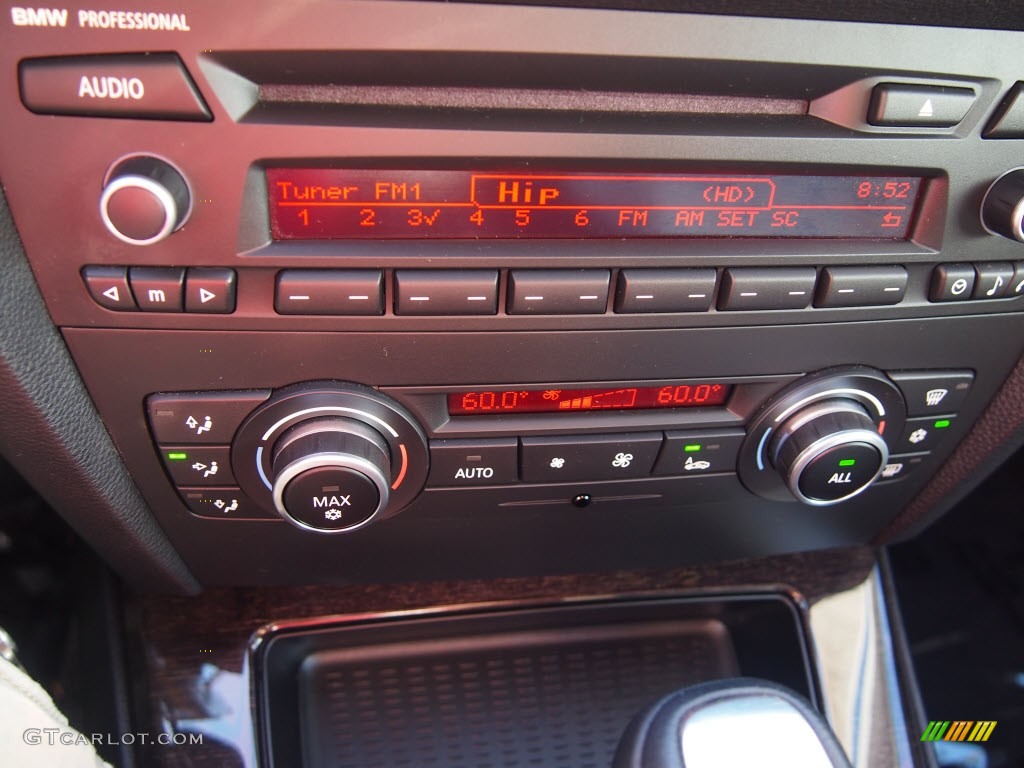 BMW PROFESSIONAL
AUDIO
Tuner FM1 Hip (HD) 8:52
1 2 3✓ 4 5 6 FM AM SET SC
m
60.0° 60.0°
AUTO
A
MAX
ALL
GTCARLOT.COM